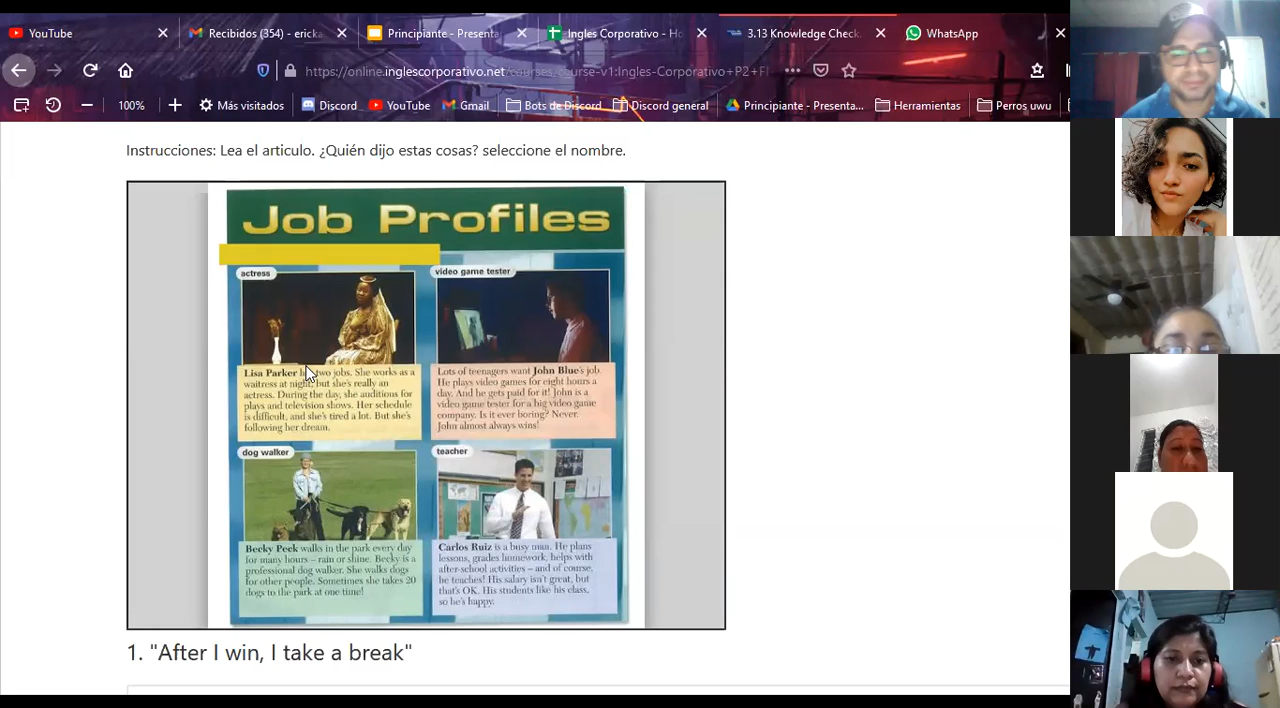 YouTube
Recibidos (354) - ericka
Principiante - Presenta
Ingles Corporativo - Ho
3.13 Knowledge Check
WhatsApp
https://online.inglescorporativo.net/courses/course-v1:Ingles-Corporativo+P2+FI
100%
Más visitados
Discord
YouTube
Gmail
Bots de Discord
Discord general
Principiante - Presenta...
Herramientas
Perros uwu
Instrucciones: Lea el articulo. ¿Quién dijo estas cosas? seleccione el nombre.
Job Profiles
actress
Lisa Parker two jobs. She works as a
waitress at night, but she's really an
actress. During the day, she auditions for
plays and television shows. Her schedule
is difficult, and she's tired a lot. But she's
following her dream.
video game tester
Lots of teenagers want John Blue's job.
He plays video games for eight hours a
day. And he gets paid for it! John is a
video game tester for a big video game
company. Is it ever boring? Never.
John almost always wins!
dog walker
Becky Peck walks in the park every day
for many hours – rain or shine. Becky is a
professional dog walker. She walks dogs
for other people. Sometimes she takes 20
dogs to the park at one time!
teacher
Carlos Ruiz is a busy man. He plans
lessons, grades homework, helps with
after-school activities – and of course,
he teaches! His salary isn't great, but
that's OK. His students like his class,
so he's happy.
1. "After I win, I take a break"